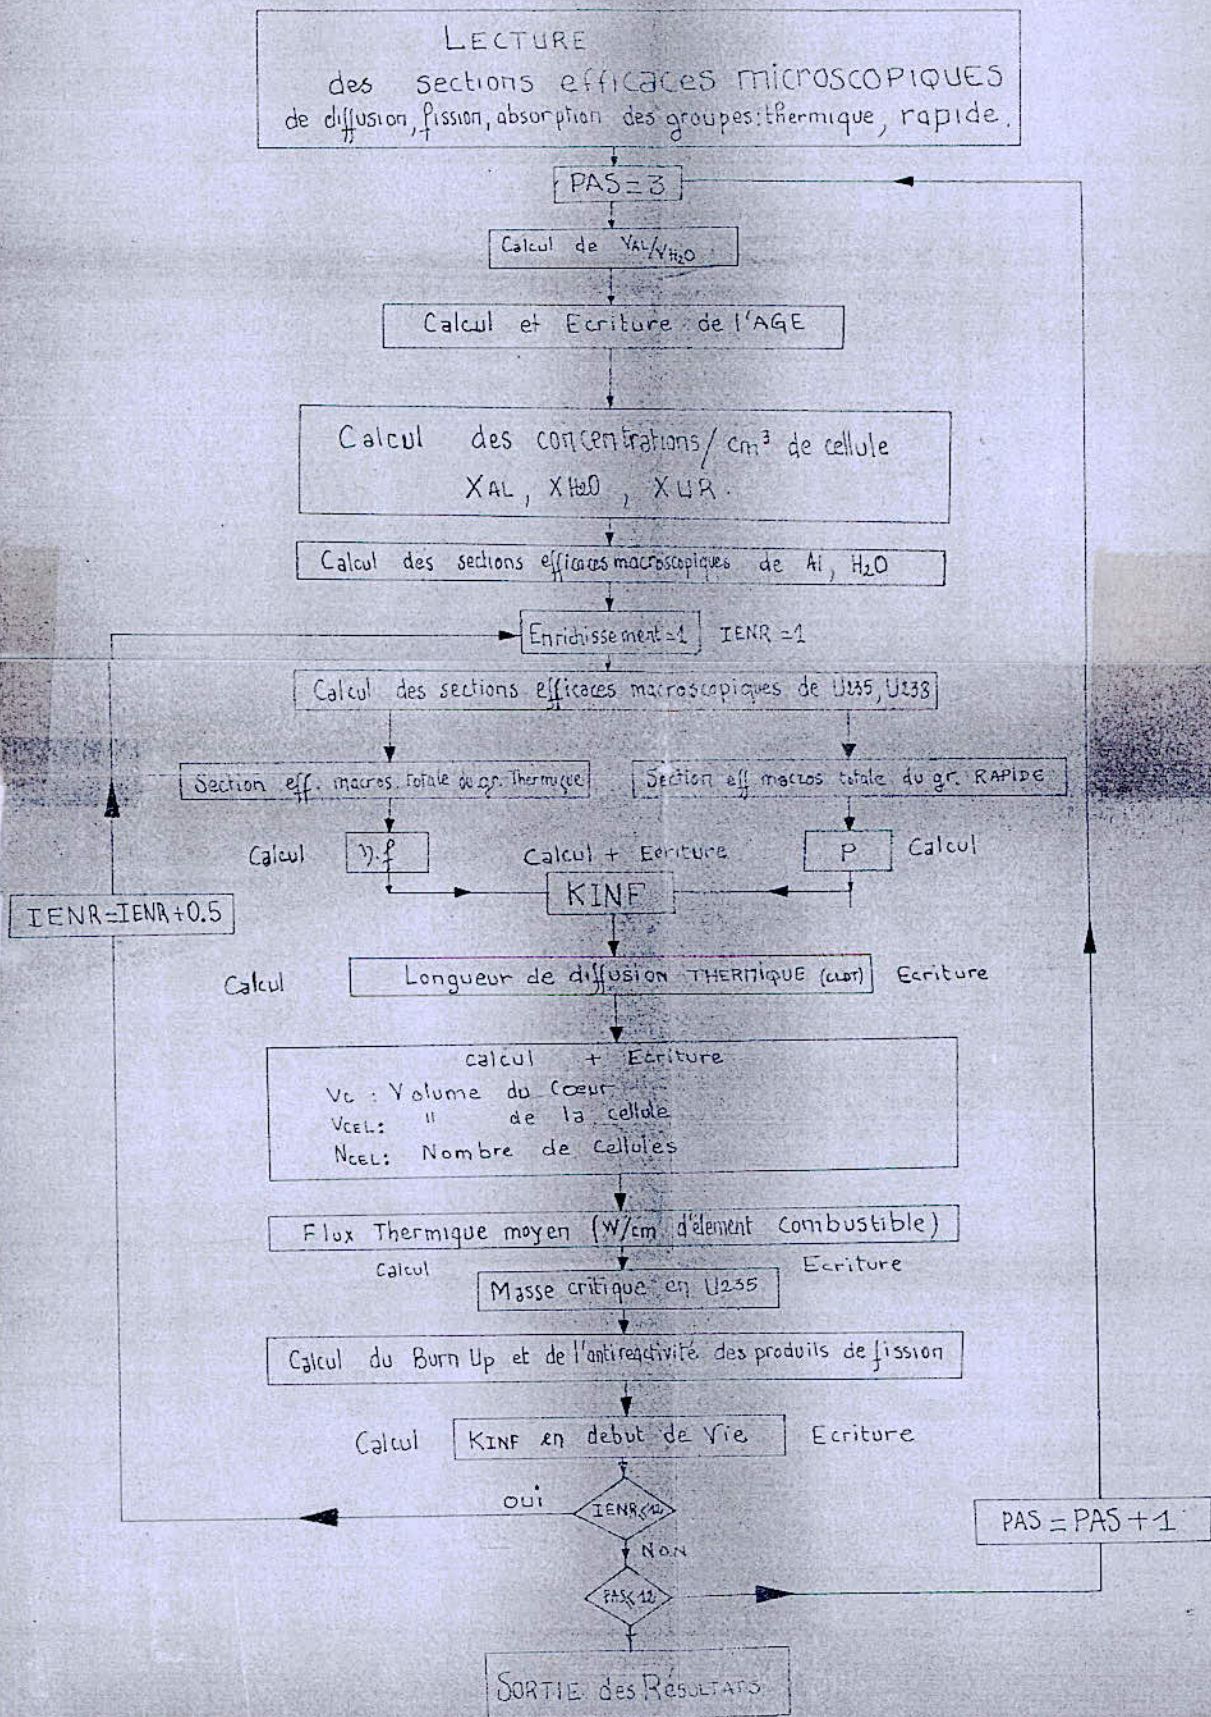 LECTURE
des sections efficaces microscopiques
de diffusion, fission, absorption des groupes: thermique, rapide.
PAS = 3
Calcul de VAL/VH₂O
Calcul et Ecriture de l'AGE
Calcul des concentrations/cm³ de cellule
XAL, XH2O, XUR.
Calcul des sections efficaces macroscopiques de Al, H₂O
Enrichissement=1 IENR =1
Calcul des sections efficaces macroscopiques de U235, U238
Section eff. macros. totale du gr. Thermique
Section eff macros totale du gr. RAPIDE
Calcul η.f Calcul + Ecriture P Calcul
KINF
IENR=IENR+0.5
Calcul Longueur de diffusion THERMIQUE (CLDT) Ecriture
calcul + Ecriture
Vc : Volume du Cœur
VCEL: " de la cellule
NCEL: Nombre de cellules
Flux Thermique moyen (W/cm d'élement Combustible)
Calcul Ecriture
Masse critique en U235
Calcul du Burn Up et de l'antiréactivité des produits de fission
Calcul KINF en debut de Vie Ecriture
OUI IENR≤12
PAS = PAS + 1
NON
PAS≤12
SORTIE des RÉSULTATS